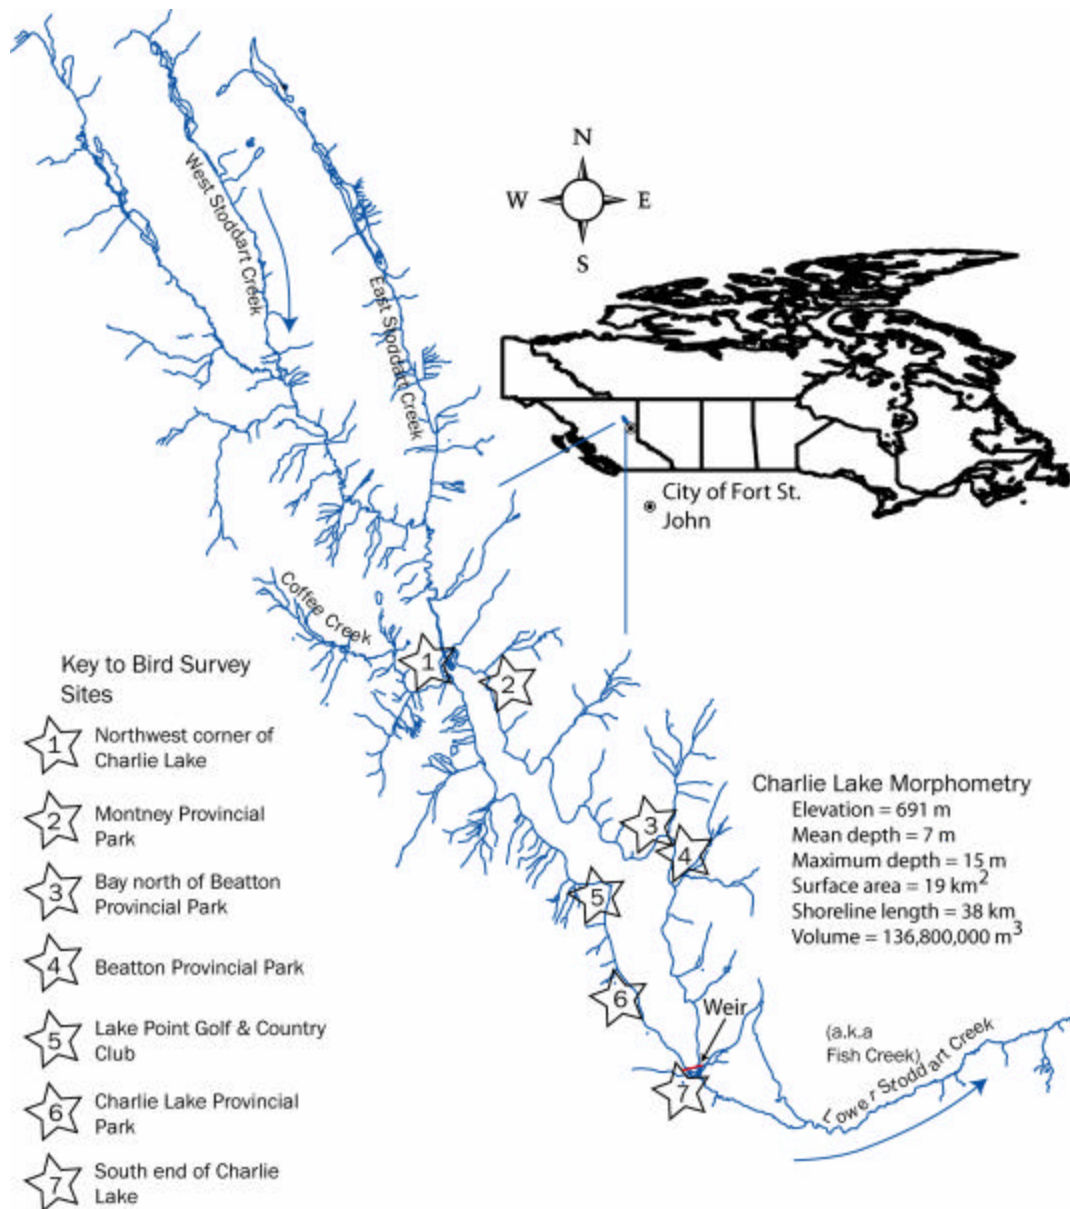 N
W E
S
West Stoddart Creek
East Stoddart Creek
City of Fort St.
John
Coffee Creek
1
2
3
4
5
6
7
Key to Bird Survey
Sites
1
Northwest corner of
Charlie Lake
2
Montney Provincial
Park
3
Bay north of Beatton
Provincial Park
4
Beatton Provincial Park
5
Lake Point Golf & Country
Club
6
Charlie Lake Provincial
Park
7
South end of Charlie
Lake
Charlie Lake Morphometry
Elevation = 691 m
Mean depth = 7 m
Maximum depth = 15 m
Surface area = 19 km²
Shoreline length = 38 km
Volume = 136,800,000 m³
Weir
(a.k.a
Fish Creek)
Lower Stoddart Creek